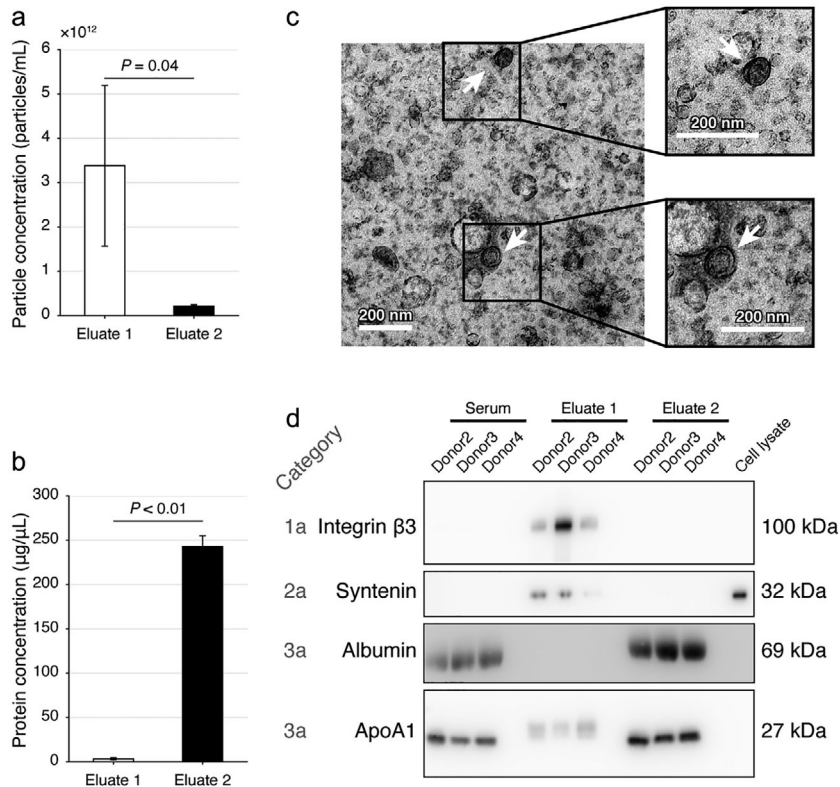 a
×10¹²
Particle concentration (particles/mL)
6
5
4
3
2
1
0
P = 0.04
Eluate 1 Eluate 2
c
200 nm
200 nm
200 nm
b
Protein concentration (µg/µL)
300
250
200
150
100
50
0
P < 0.01
Eluate 1 Eluate 2
d
Category
Serum Eluate 1 Eluate 2
Donor2 Donor3 Donor4 Donor2 Donor3 Donor4 Donor2 Donor3 Donor4 Cell lysate
1a Integrin β3 100 kDa
2a Syntenin 32 kDa
3a Albumin 69 kDa
3a ApoA1 27 kDa